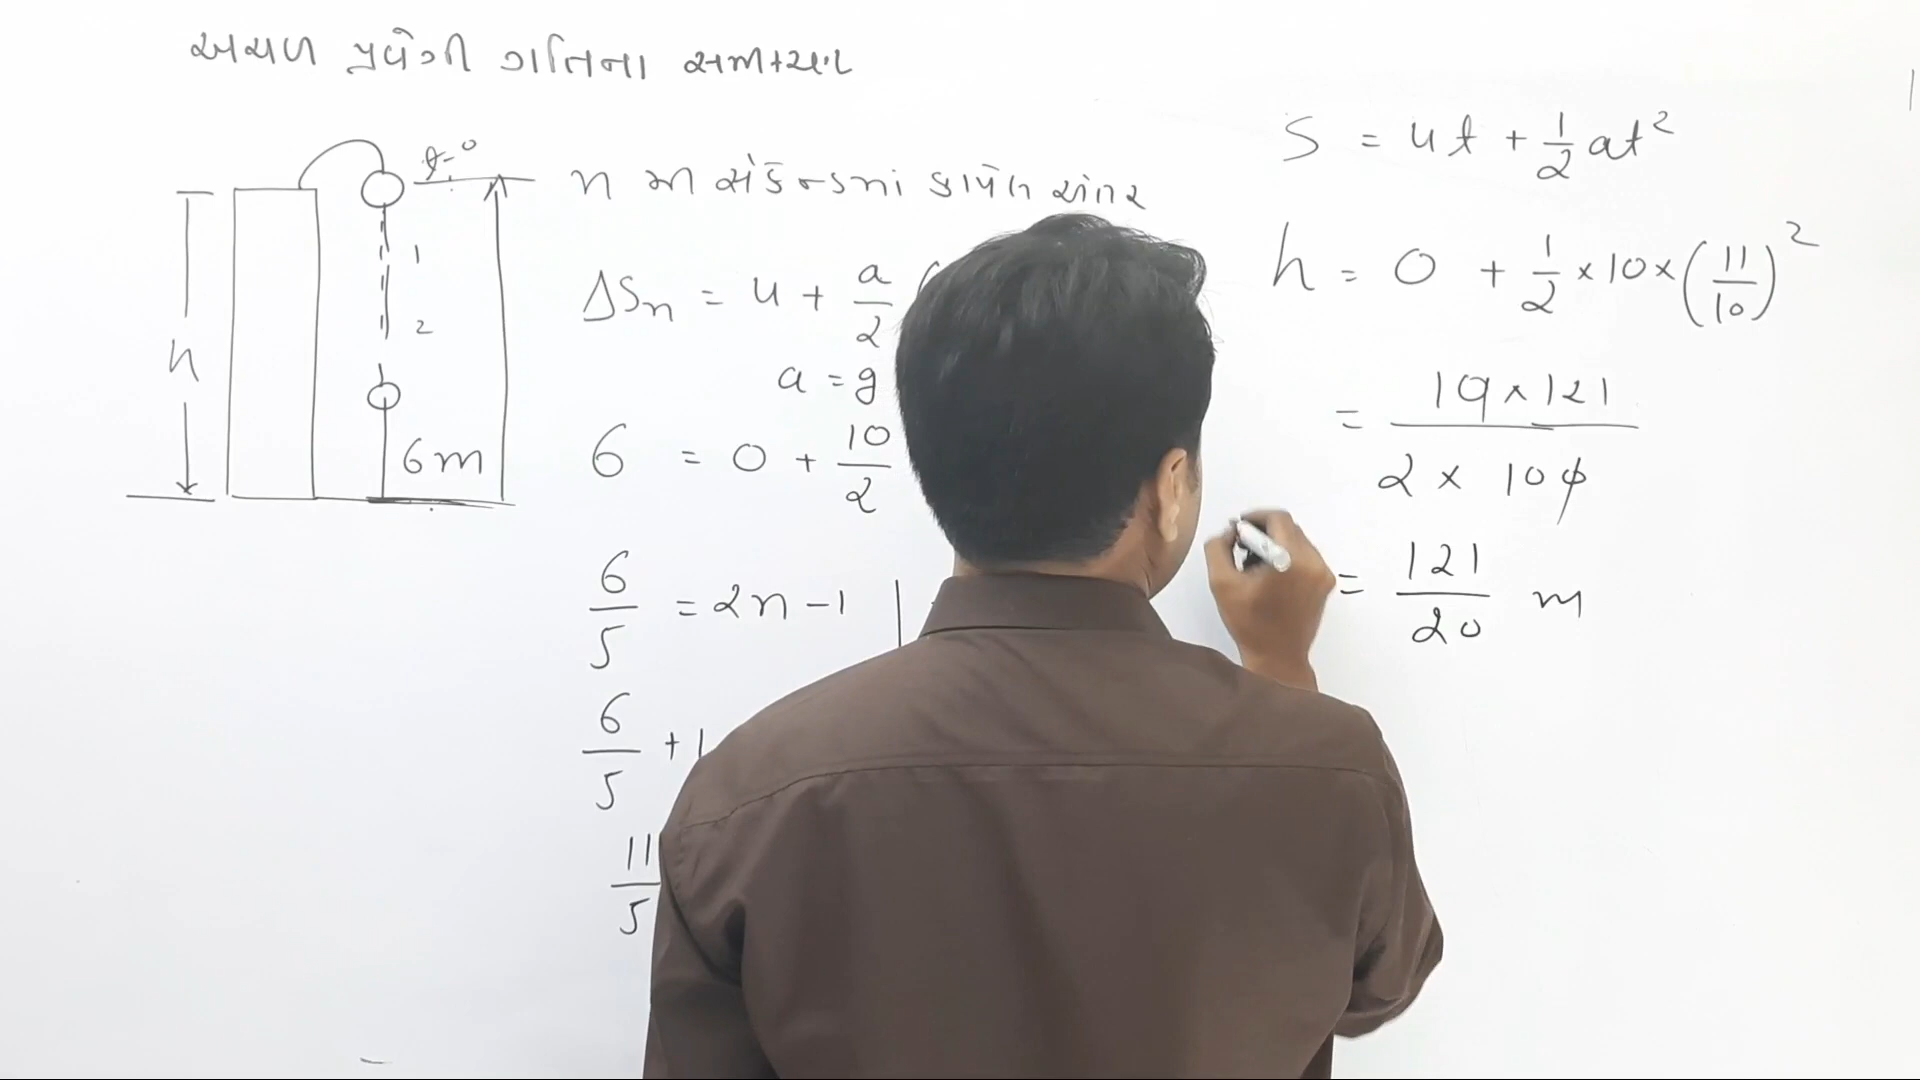 અચળ પ્રવેગી ગતિના સમીકરણ
t=0
1
2
h
6m
n મી સેકન્ડમાં કાપેલ અંતર
ΔSn = u + a/2 (
a = g
6 = 0 + 10/2
6/5 = 2n - 1
6/5 + 1
11/5
S = ut + 1/2 at²
h = 0 + 1/2 × 10 × (11/10)²
= 10 × 121 / 2 × 100
= 121/20 m